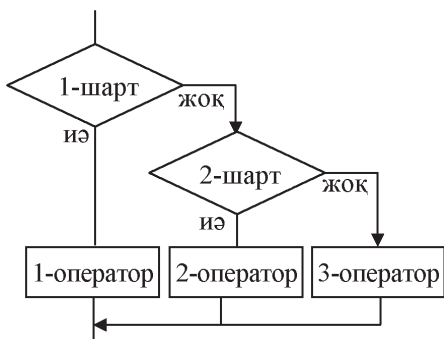 1-шарт
жоқ
иә
2-шарт
жоқ
иә
1-оператор
2-оператор
3-оператор